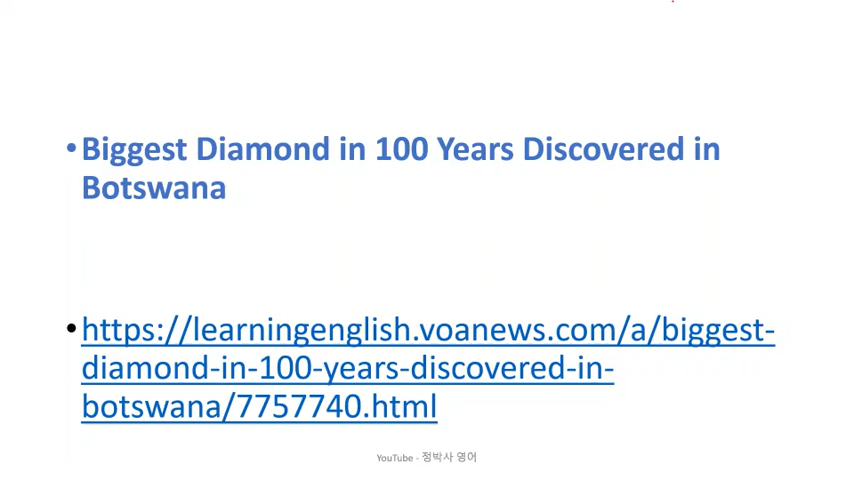 •Biggest Diamond in 100 Years Discovered in
Botswana
•https://learningenglish.voanews.com/a/biggest-
diamond-in-100-years-discovered-in-
botswana/7757740.html
YouTube - 정박사 영어